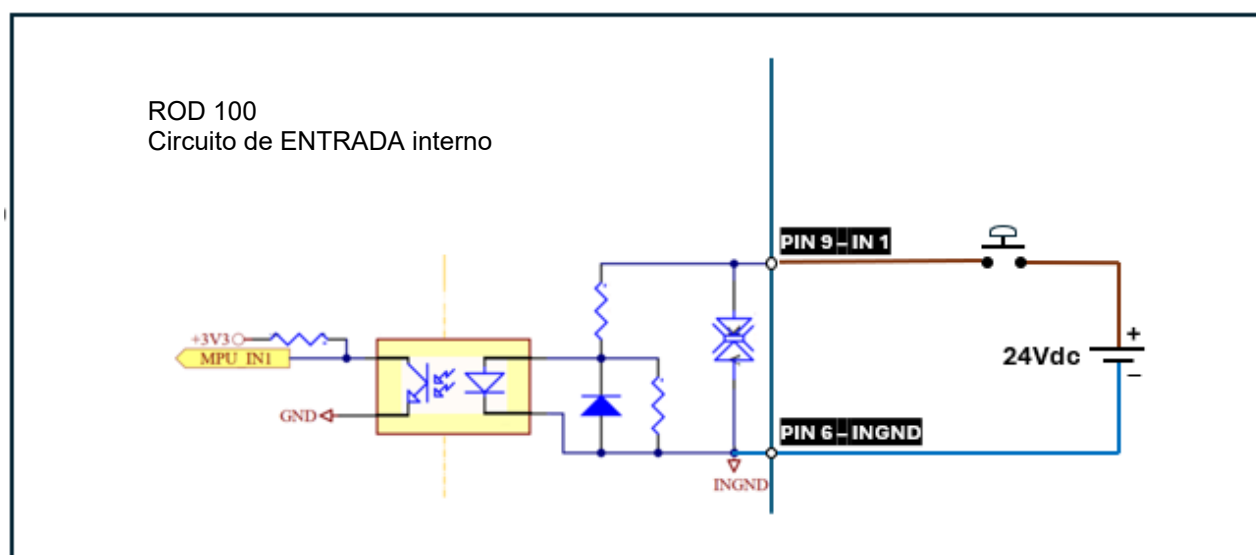 ROD 100
Circuito de ENTRADA interno
PIN 9 – IN 1
+3V3
MPU_IN1
+
24Vdc
–
GND
PIN 6 – INGND
INGND